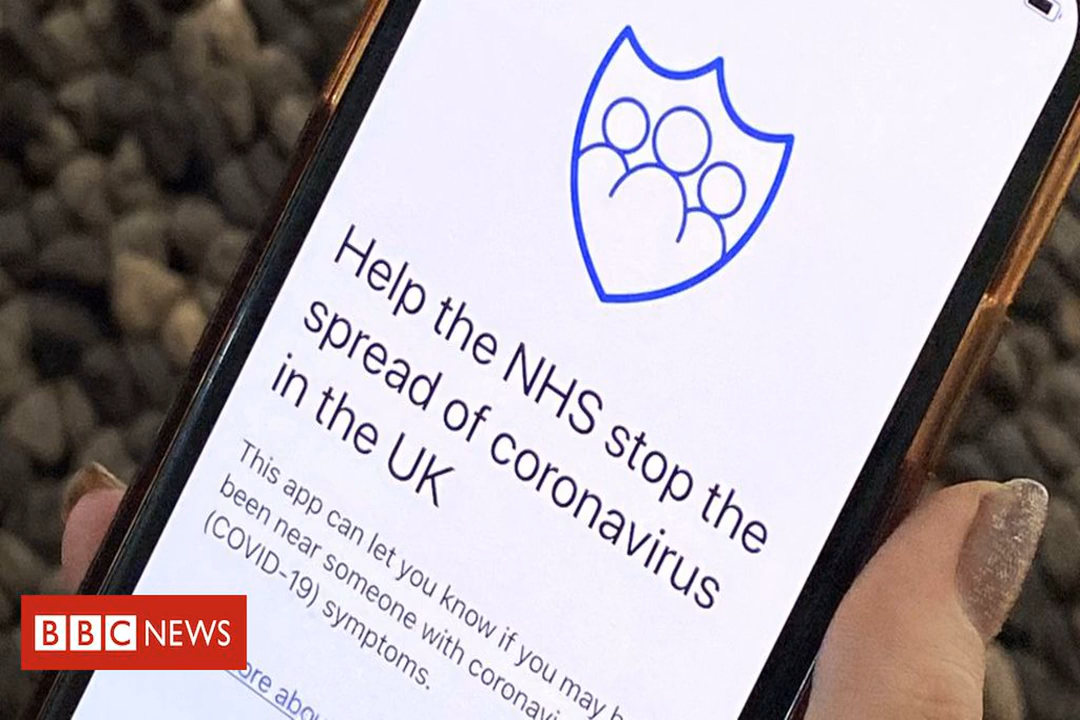 Help the NHS stop the
spread of coronavirus
in the UK
This app can let you know if you may
been near someone with
(COVID-19) symptoms.
BBC NEWS